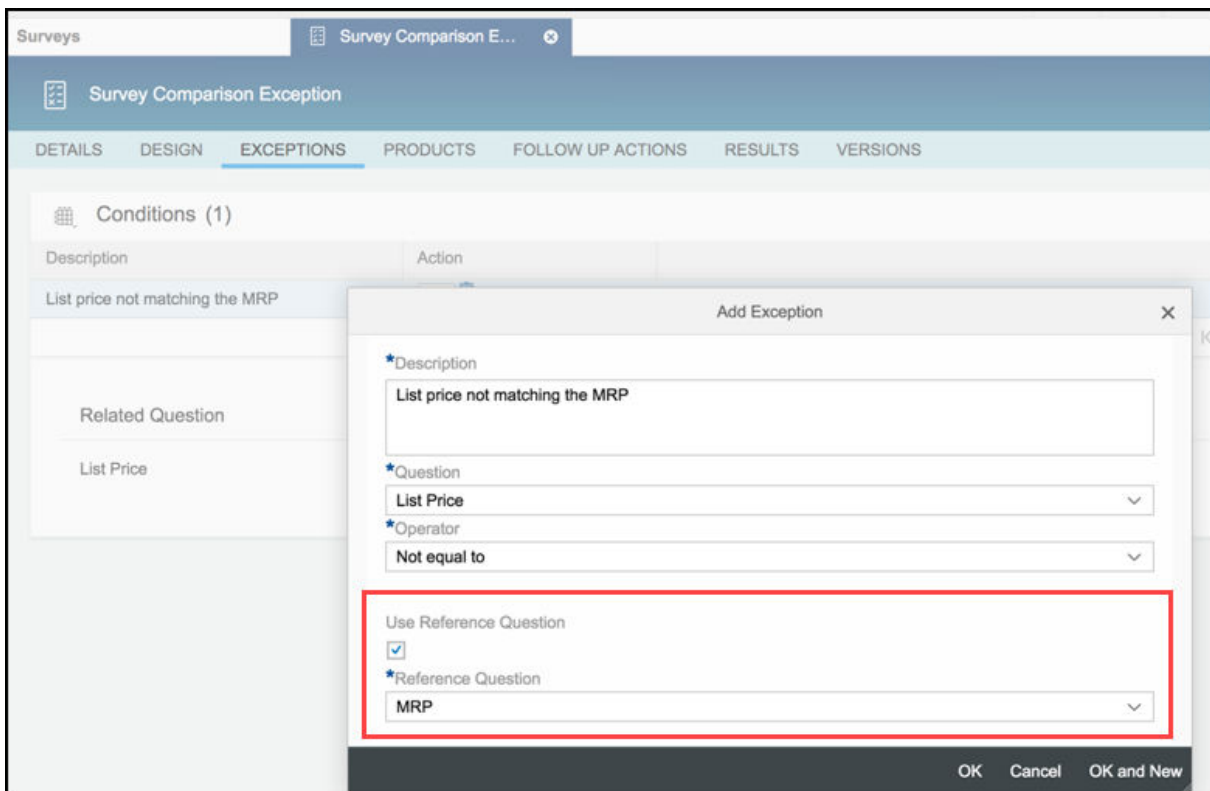 Surveys
Survey Comparison E...
Survey Comparison Exception
DETAILS DESIGN EXCEPTIONS PRODUCTS FOLLOW UP ACTIONS RESULTS VERSIONS
Conditions (1)
Description Action
List price not matching the MRP
Related Question
List Price
Add Exception
*Description
List price not matching the MRP
*Question
List Price
*Operator
Not equal to
Use Reference Question
*Reference Question
MRP
OK Cancel OK and New